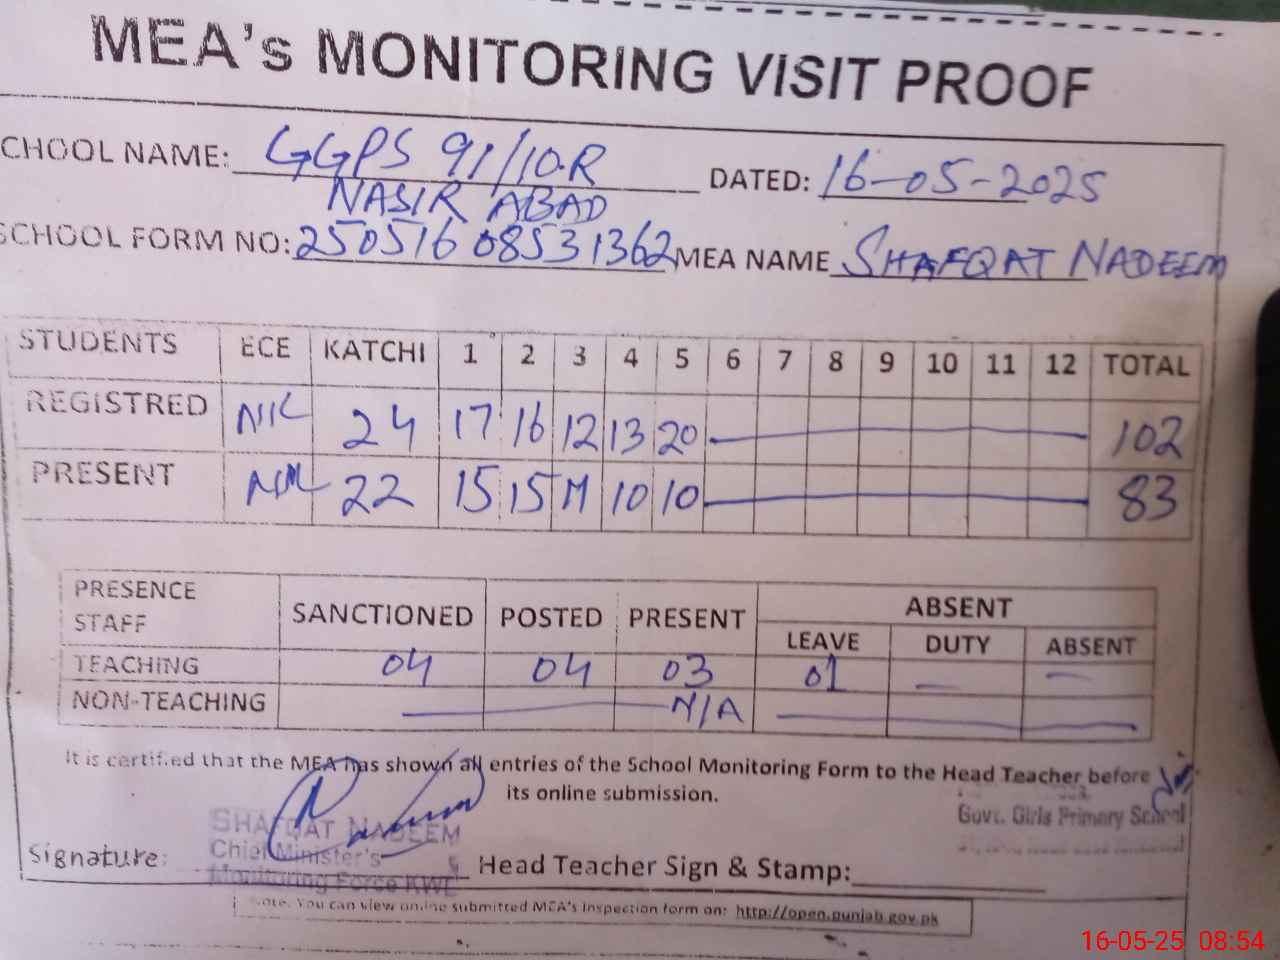 MEA's MONITORING VISIT PROOF
CHOOL NAME: GGPS 91/10.R DATED: 16-05-2025
NASIR ABAD
SCHOOL FORM NO: 250516 08531362 MEA NAME SHAFQAT NADEEM
STUDENTS ECE KATCHI 1 2 3 4 5 6 7 8 9 10 11 12 TOTAL
REGISTRED NIL 24 17 16 12 13 20 102
PRESENT NIL 22 15 15 11 10 10 83
PRESENCE STAFF SANCTIONED POSTED PRESENT ABSENT
LEAVE DUTY ABSENT
TEACHING 04 04 03 01 — —
NON-TEACHING N/A
It is certified that the MEA has shown all entries of the School Monitoring Form to the Head Teacher before
its online submission.
SHAFQAT NADEEM
Chief Minister's
Monitoring Force KWL
Govt. Girls Primary School
Signature: Head Teacher Sign & Stamp:
Note: You can view online submitted MEA's inspection form on: http://open.punjab.gov.pk
16-05-25 08:54